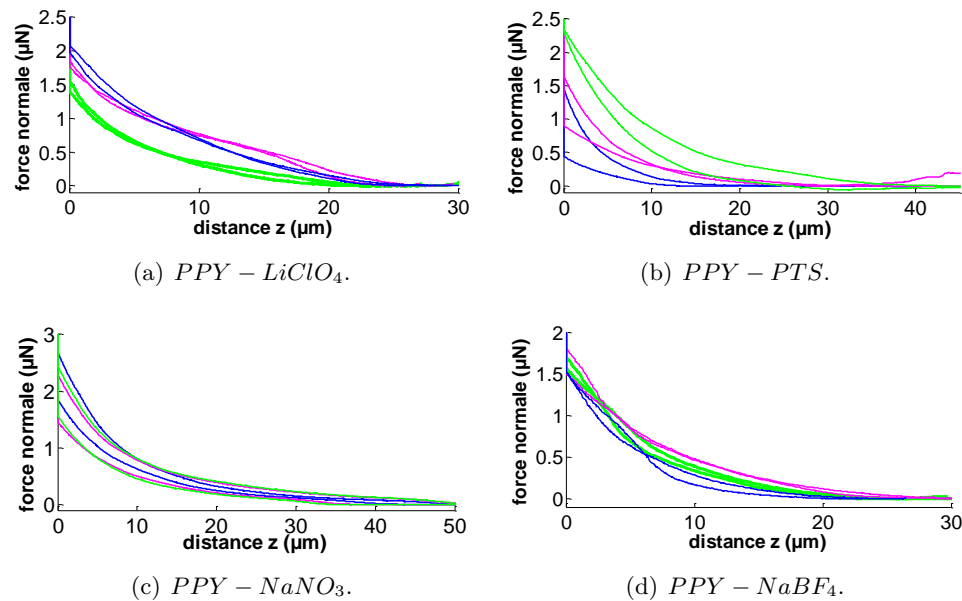 2.5
2
1.5
1
0.5
0
force normale (µN)
0 10 20 30
distance z (µm)
(a) PPY − LiClO₄.
2.5
2
1.5
1
0.5
0
force normale (µN)
0 10 20 30 40
distance z (µm)
(b) PPY − PTS.
3
2
1
0
force normale (µN)
0 10 20 30 40 50
distance z (µm)
(c) PPY − NaNO₃.
2
1.5
1
0.5
0
force normale (µN)
0 10 20 30
distance z (µm)
(d) PPY − NaBF₄.